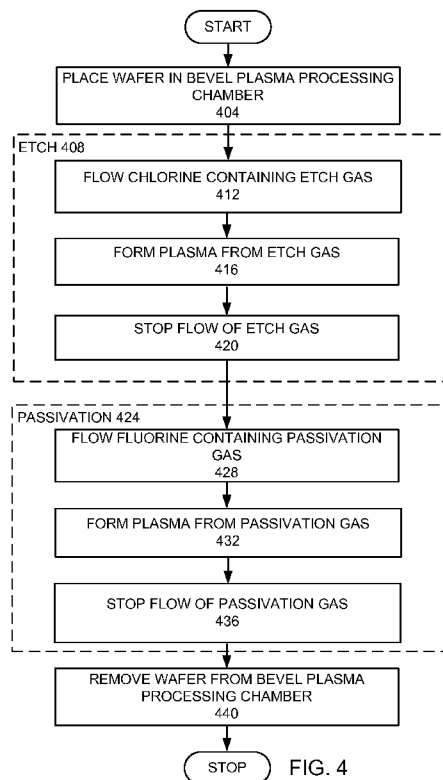 START
PLACE WAFER IN BEVEL PLASMA PROCESSING
CHAMBER
404
ETCH 408
FLOW CHLORINE CONTAINING ETCH GAS
412
FORM PLASMA FROM ETCH GAS
416
STOP FLOW OF ETCH GAS
420
PASSIVATION 424
FLOW FLUORINE CONTAINING PASSIVATION
GAS
428
FORM PLASMA FROM PASSIVATION GAS
432
STOP FLOW OF PASSIVATION GAS
436
REMOVE WAFER FROM BEVEL PLASMA
PROCESSING CHAMBER
440
STOP
FIG. 4